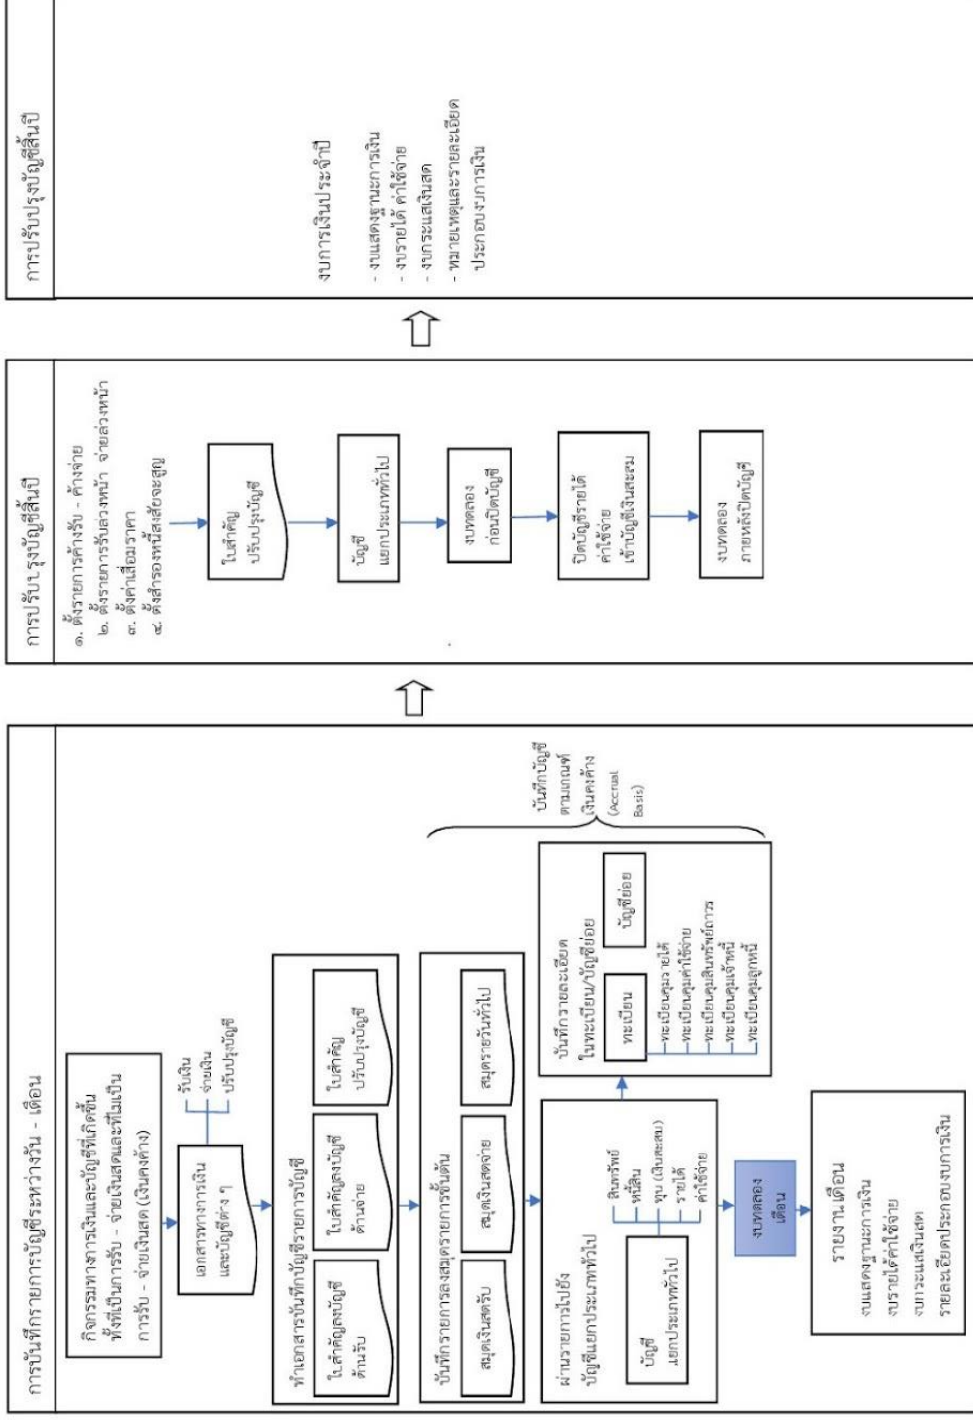 การบันทึกรายการบัญชีระหว่างวัน - เดือน
กิจกรรมทางการเงินและบัญชีที่เกิดขึ้น
ทั้งที่เป็นการรับ - จ่ายเงินสดและที่ไม่เป็น
การรับ - จ่ายเงินสด (เงินคงค้าง)
เอกสารทางการเงิน
และบัญชีต่าง ๆ
รับเงิน
จ่ายเงิน
ปรับปรุงบัญชี
ทำเอกสารบันทึกบัญชีรายการบัญชี
ใบสำคัญลงบัญชี
ด้านรับ
ใบสำคัญลงบัญชี
ด้านจ่าย
ใบสำคัญ
ปรับปรุงบัญชี
บันทึกรายการลงสมุดรายการขั้นต้น
สมุดเงินสดรับ
สมุดเงินสดจ่าย
สมุดรายวันทั่วไป
ผ่านรายการไปยัง
บัญชีแยกประเภททั่วไป
บัญชี
แยกประเภททั่วไป
สินทรัพย์
หนี้สิน
ทุน (เงินสะสม)
รายได้
ค่าใช้จ่าย
บันทึกรายละเอียด
ในทะเบียน/บัญชีย่อย
ทะเบียน
บัญชีย่อย
ทะเบียนคุมรายได้
ทะเบียนคุมค่าใช้จ่าย
ทะเบียนคุมสินทรัพย์ถาวร
ทะเบียนคุมเจ้าหนี้
ทะเบียนคุมลูกหนี้
บันทึกบัญชี
ตามเกณฑ์
เงินคงค้าง
(Accrual
Basis)
งบทดลอง
เดือน
รายงานเดือน
งบแสดงฐานะการเงิน
งบรายได้ค่าใช้จ่าย
งบกระแสเงินสด
รายละเอียดประกอบงบการเงิน
การปรับปรุงบัญชีสิ้นปี
๑. ตั้งรายการค้างรับ - ค้างจ่าย
๒. ตั้งรายการรับล่วงหน้า จ่ายล่วงหน้า
๓. ตั้งค่าเสื่อมราคา
๔. ตั้งสำรองหนี้สงสัยจะสูญ
ใบสำคัญ
ปรับปรุงบัญชี
บัญชี
แยกประเภททั่วไป
งบทดลอง
ก่อนปิดบัญชี
ปิดบัญชีรายได้
ค่าใช้จ่าย
เข้าบัญชีเงินสะสม
งบทดลอง
ภายหลังปิดบัญชี
การปรับปรุงบัญชีสิ้นปี
งบการเงินประจำปี
- งบแสดงฐานะการเงิน
- งบรายได้ ค่าใช้จ่าย
- งบกระแสเงินสด
- หมายเหตุและรายละเอียด
ประกอบงบการเงิน